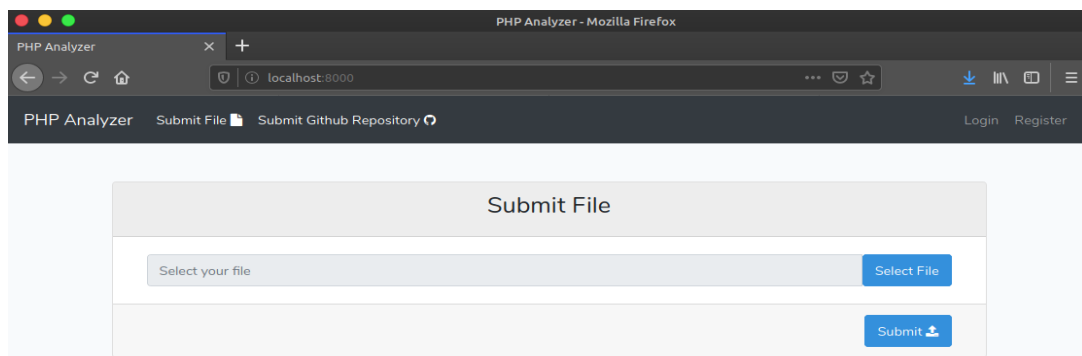 PHP Analyzer - Mozilla Firefox
PHP Analyzer
localhost:8000
PHP Analyzer Submit File Submit Github Repository Login Register
Submit File
Select your file Select File
Submit